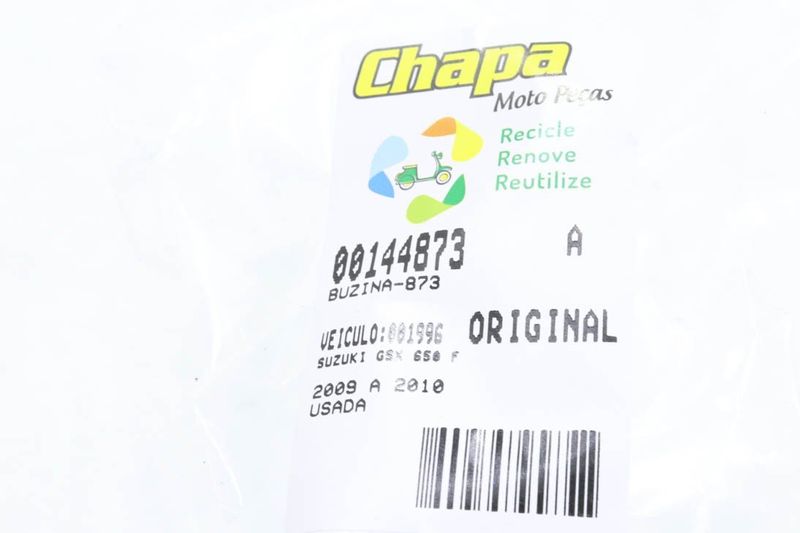 Chapa
Moto Peças
Recicle
Renove
Reutilize
00144873 A
BUZINA-873
VEICULO:001996 ORIGINAL
SUZUKI GSX 650 F
2009 A 2010
USADA